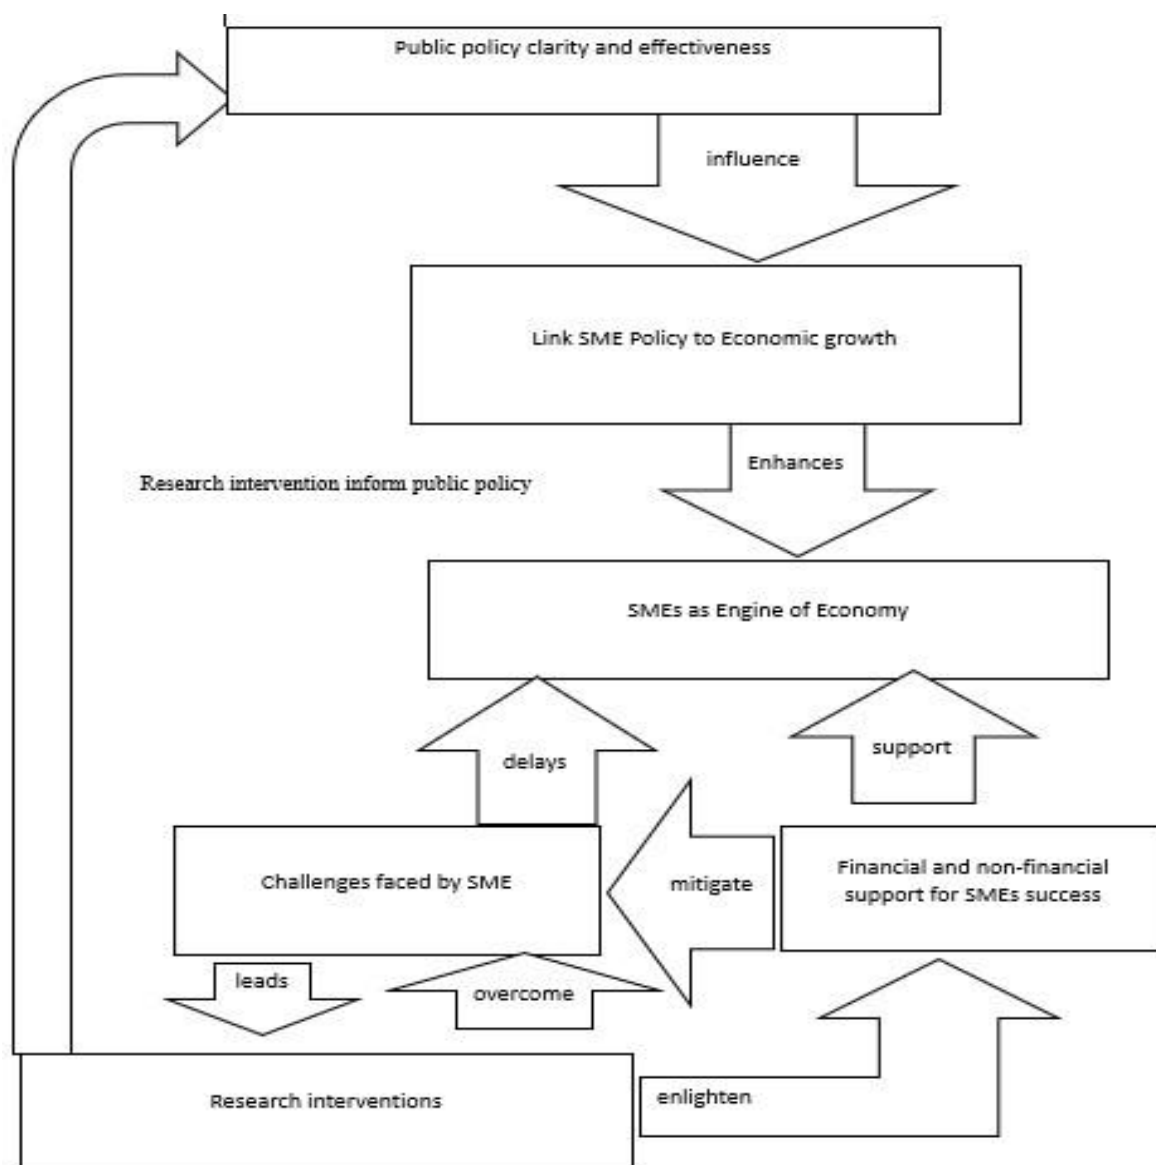 Public policy clarity and effectiveness
influence
Link SME Policy to Economic growth
Enhances
Research intervention inform public policy
SMEs as Engine of Economy
delays
support
Challenges faced by SME
mitigate
Financial and non-financial
support for SMEs success
leads
overcome
Research interventions
enlighten